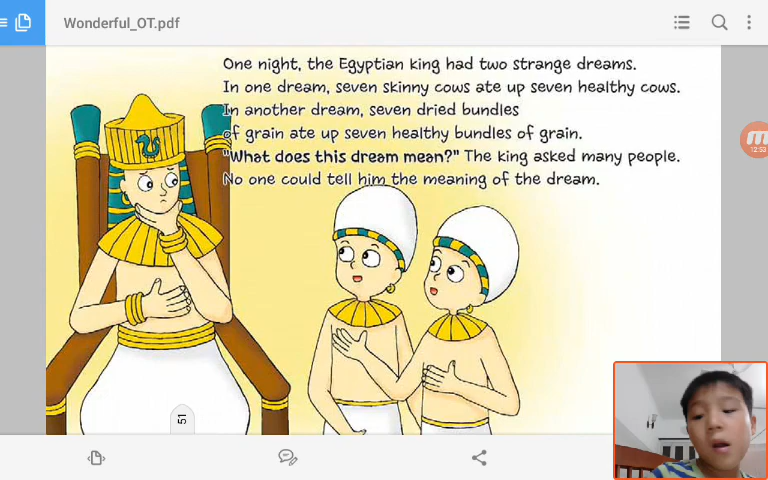 Wonderful_OT.pdf
One night, the Egyptian king had two strange dreams.
In one dream, seven skinny cows ate up seven healthy cows.
In another dream, seven dried bundles
of grain ate up seven healthy bundles of grain.
"What does this dream mean?" The king asked many people.
No one could tell him the meaning of the dream.
M
12:53
51